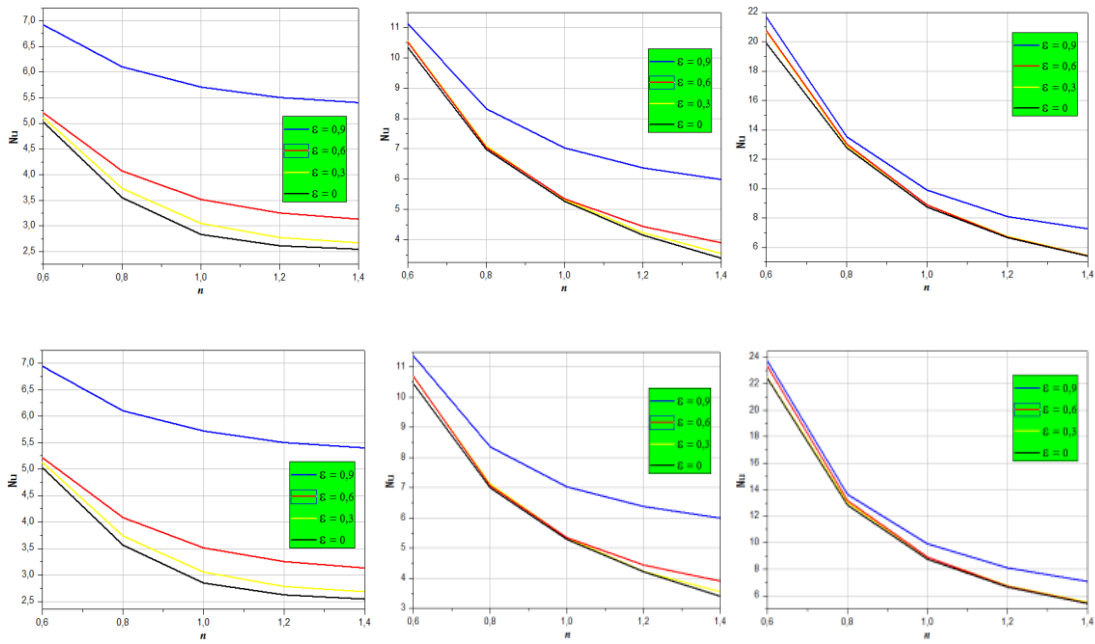 7,0
6,5
6,0
5,5
5,0
4,5
4,0
3,5
3,0
2,5
Nu
ε = 0,9
ε = 0,6
ε = 0,3
ε = 0
0,6 0,8 1,0 1,2 1,4
n
11
10
9
8
7
6
5
4
Nu
ε = 0,9
ε = 0,6
ε = 0,3
ε = 0
0,6 0,8 1,0 1,2 1,4
n
22
20
18
16
14
12
10
8
6
Nu
ε = 0,9
ε = 0,6
ε = 0,3
ε = 0
0,6 0,8 1,0 1,2 1,4
n
7,0
6,5
6,0
5,5
5,0
4,5
4,0
3,5
3,0
2,5
Nu
ε = 0,9
ε = 0,6
ε = 0,3
ε = 0
0,6 0,8 1,0 1,2 1,4
n
11
10
9
8
7
6
5
4
3
Nu
ε = 0,9
ε = 0,6
ε = 0,3
ε = 0
0,6 0,8 1,0 1,2 1,4
n
24
22
20
18
16
14
12
10
8
6
Nu
ε = 0,9
ε = 0,6
ε = 0,3
ε = 0
0,6 0,8 1,0 1,2 1,4
n